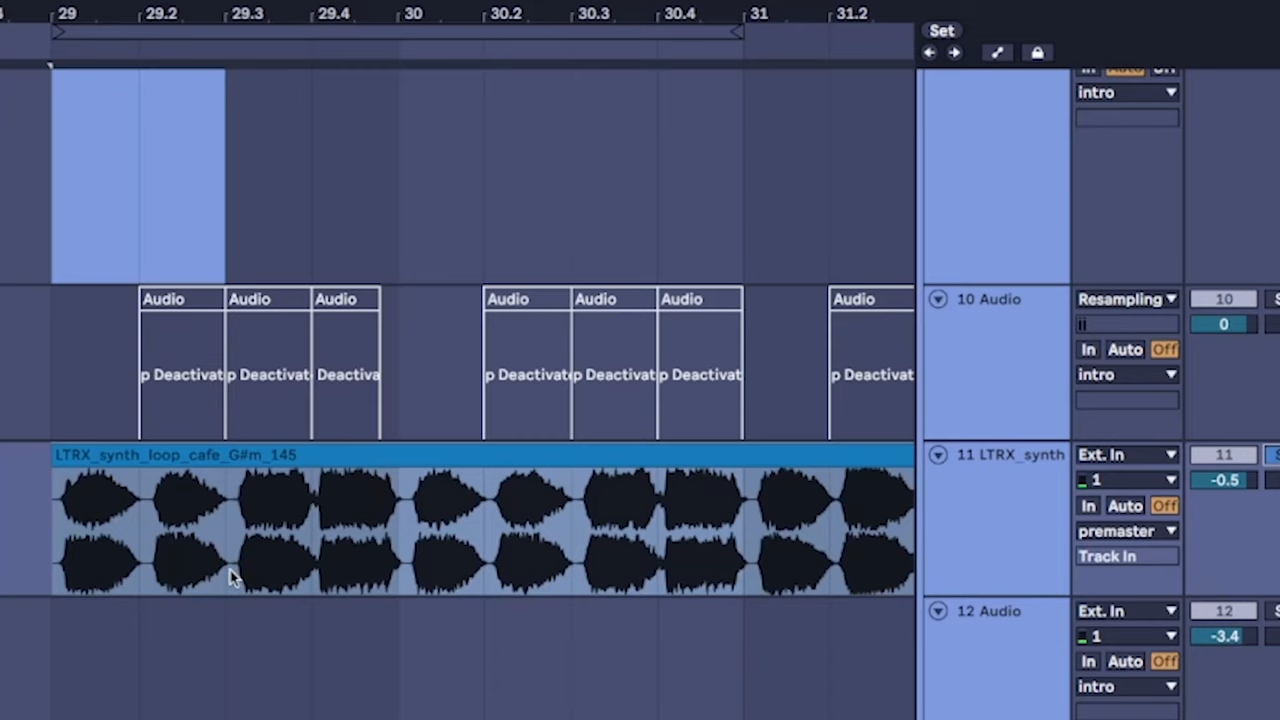 29 29.2 29.3 29.4 30 30.2 30.3 30.4 31 31.2
Set
intro
Audio Audio Audio Audio Audio Audio Audio
10 Audio Resampling 10
0
In Auto Off
p Deactivat p Deactivat Deactiva p Deactivate p Deactivat p Deactivat p Deactivat
intro
LTRX_synth_loop_cafe_G#m_145
11 LTRX_synth Ext. In 11
1 -0.5
In Auto Off
premaster
Track In
12 Audio Ext. In 12
1 -3.4
In Auto Off
intro